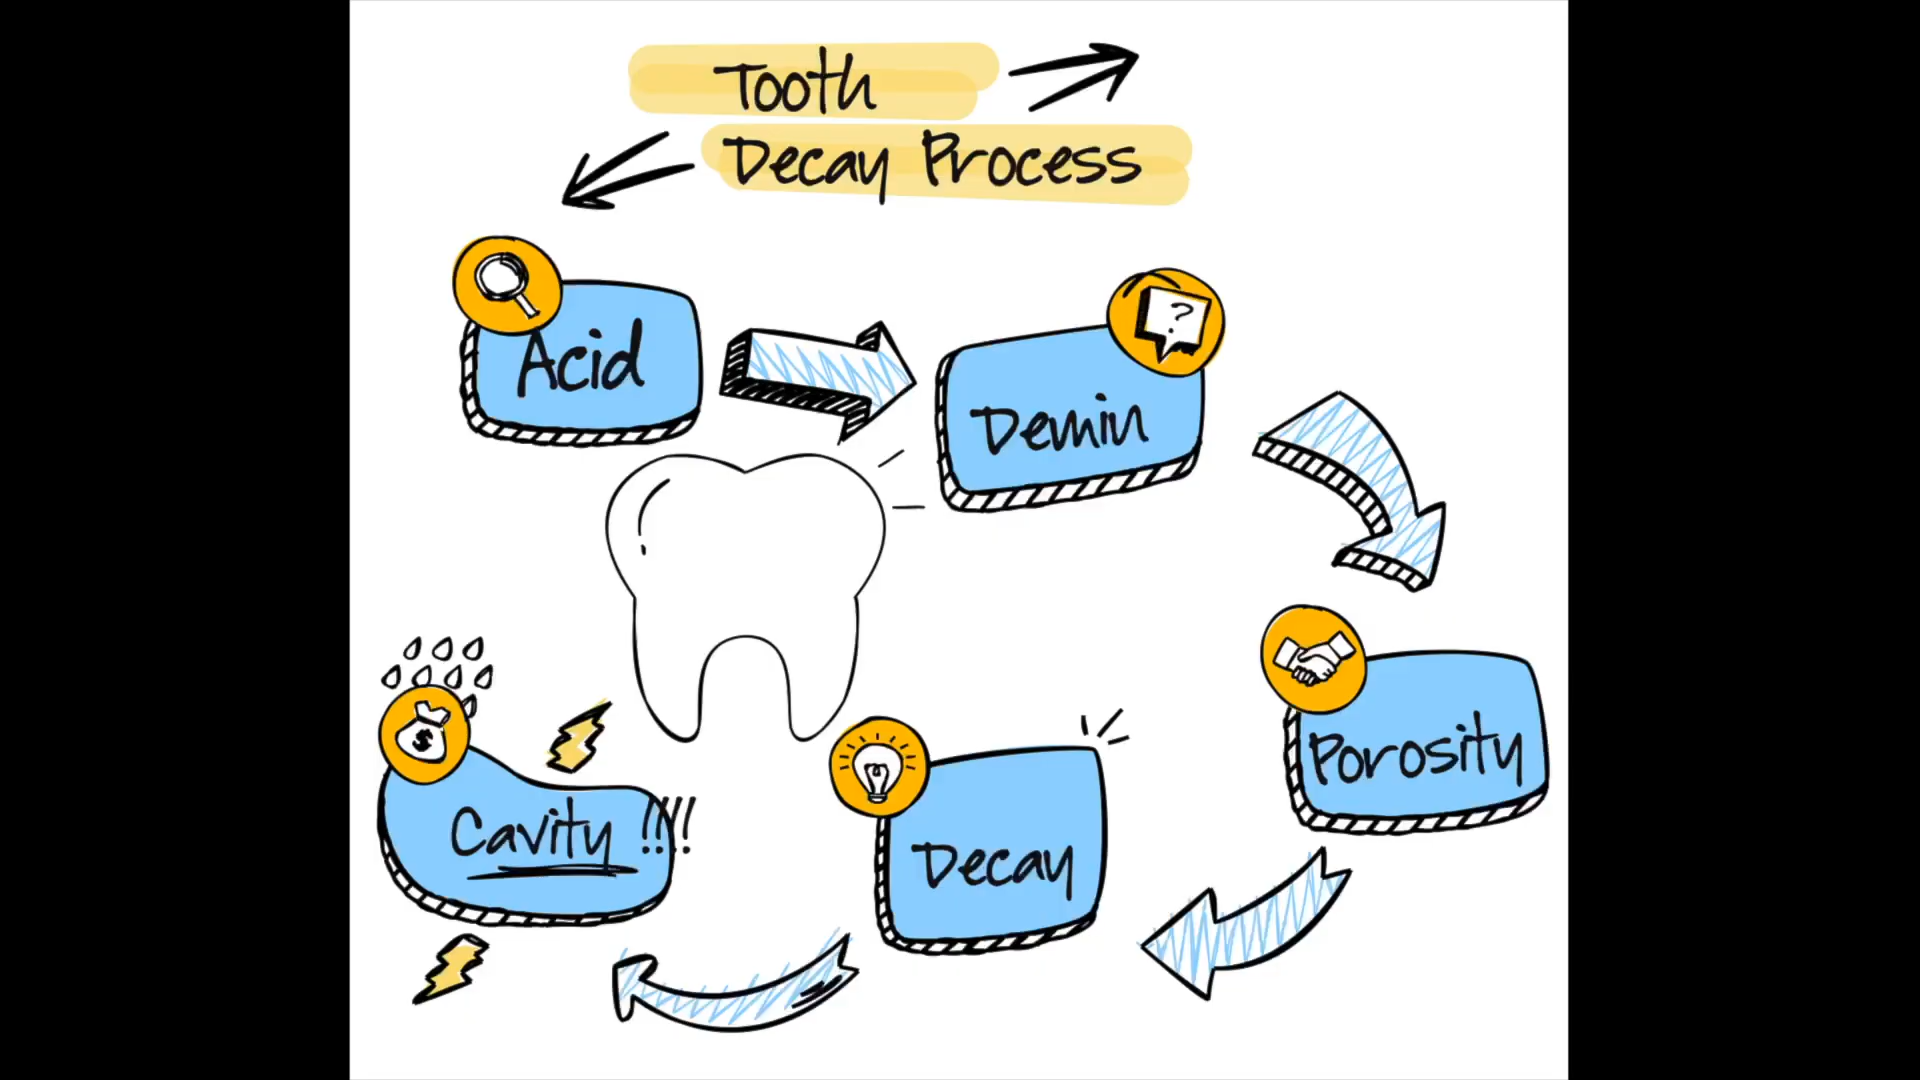 Tooth
Decay Process
Acid
?
Demin
Porosity
Decay
$
Cavity !!!!